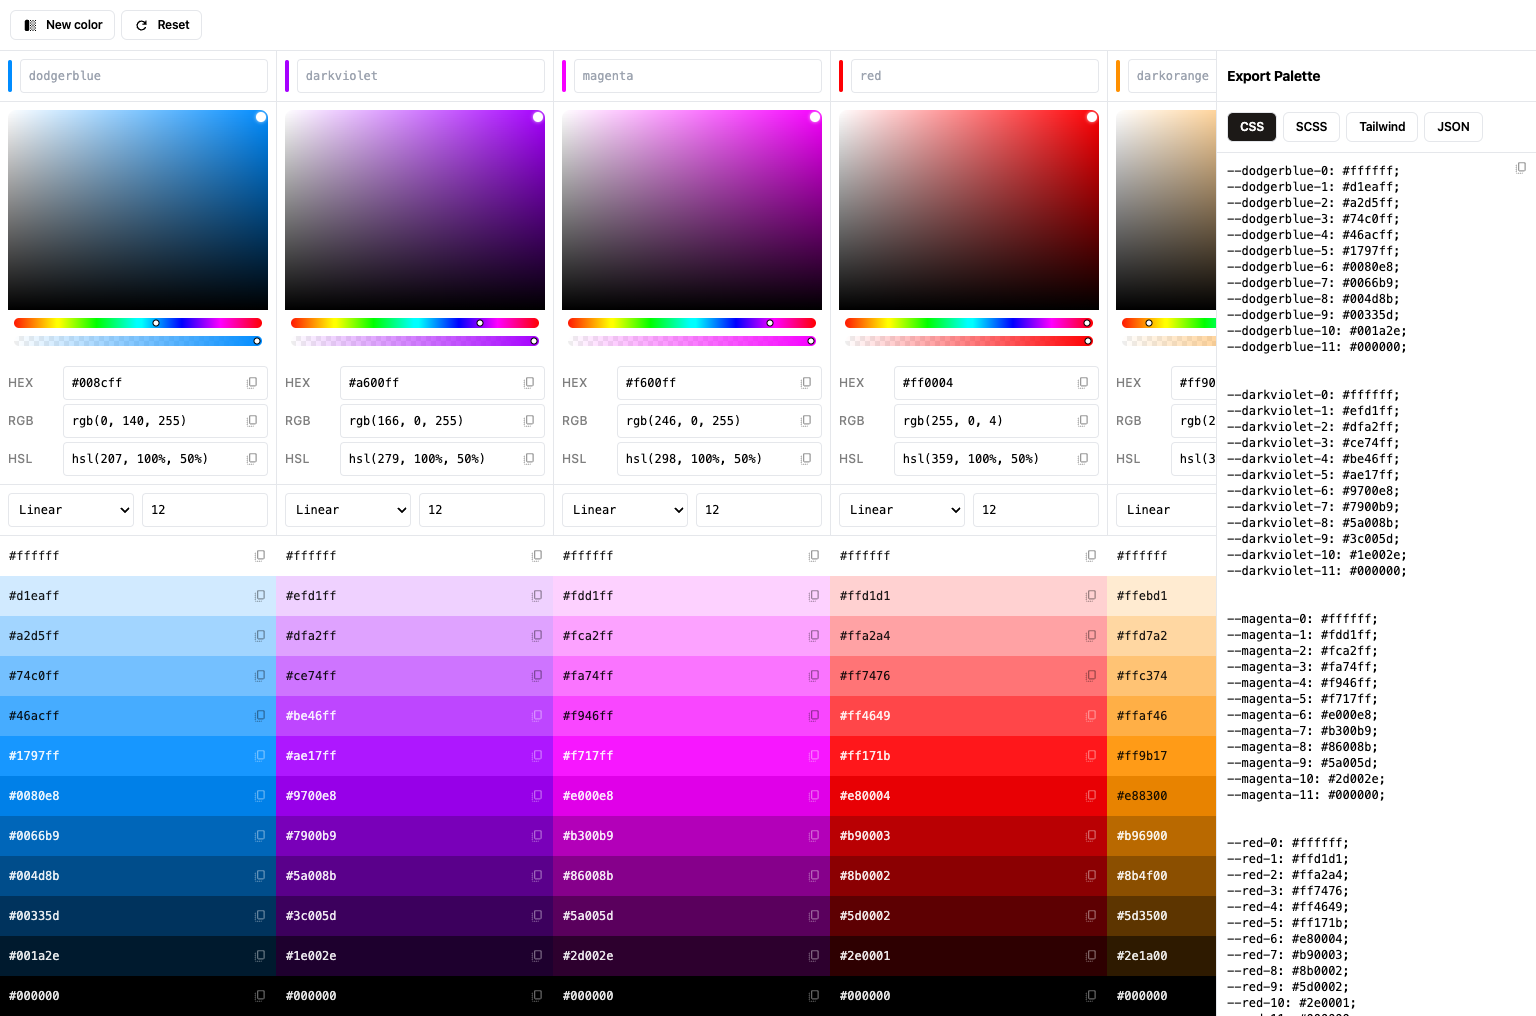 New color
Reset
dodgerblue
darkviolet
magenta
red
darkorange
Export Palette
CSS
SCSS
Tailwind
JSON
HEX
#008cff
RGB
rgb(0, 140, 255)
HSL
hsl(207, 100%, 50%)
Linear
12
#ffffff
#d1eaff
#a2d5ff
#74c0ff
#46acff
#1797ff
#0080e8
#0066b9
#004d8b
#00335d
#001a2e
#000000
HEX
#a600ff
RGB
rgb(166, 0, 255)
HSL
hsl(279, 100%, 50%)
Linear
12
#ffffff
#efd1ff
#dfa2ff
#ce74ff
#be46ff
#ae17ff
#9700e8
#7900b9
#5a008b
#3c005d
#1e002e
#000000
HEX
#f600ff
RGB
rgb(246, 0, 255)
HSL
hsl(298, 100%, 50%)
Linear
12
#ffffff
#fdd1ff
#fca2ff
#fa74ff
#f946ff
#f717ff
#e000e8
#b300b9
#86008b
#5a005d
#2d002e
#000000
HEX
#ff0004
RGB
rgb(255, 0, 4)
HSL
hsl(359, 100%, 50%)
Linear
12
#ffffff
#ffd1d1
#ffa2a4
#ff7476
#ff4649
#ff171b
#e80004
#b90003
#8b0002
#5d0002
#2e0001
#000000
HEX
#ff90
RGB
rgb(2
HSL
hsl(3
Linear
#ffffff
#ffebd1
#ffd7a2
#ffc374
#ffaf46
#ff9b17
#e88300
#b96900
#8b4f00
#5d3500
#2e1a00
#000000
--dodgerblue-0: #ffffff;
--dodgerblue-1: #d1eaff;
--dodgerblue-2: #a2d5ff;
--dodgerblue-3: #74c0ff;
--dodgerblue-4: #46acff;
--dodgerblue-5: #1797ff;
--dodgerblue-6: #0080e8;
--dodgerblue-7: #0066b9;
--dodgerblue-8: #004d8b;
--dodgerblue-9: #00335d;
--dodgerblue-10: #001a2e;
--dodgerblue-11: #000000;
--darkviolet-0: #ffffff;
--darkviolet-1: #efd1ff;
--darkviolet-2: #dfa2ff;
--darkviolet-3: #ce74ff;
--darkviolet-4: #be46ff;
--darkviolet-5: #ae17ff;
--darkviolet-6: #9700e8;
--darkviolet-7: #7900b9;
--darkviolet-8: #5a008b;
--darkviolet-9: #3c005d;
--darkviolet-10: #1e002e;
--darkviolet-11: #000000;
--magenta-0: #ffffff;
--magenta-1: #fdd1ff;
--magenta-2: #fca2ff;
--magenta-3: #fa74ff;
--magenta-4: #f946ff;
--magenta-5: #f717ff;
--magenta-6: #e000e8;
--magenta-7: #b300b9;
--magenta-8: #86008b;
--magenta-9: #5a005d;
--magenta-10: #2d002e;
--magenta-11: #000000;
--red-0: #ffffff;
--red-1: #ffd1d1;
--red-2: #ffa2a4;
--red-3: #ff7476;
--red-4: #ff4649;
--red-5: #ff171b;
--red-6: #e80004;
--red-7: #b90003;
--red-8: #8b0002;
--red-9: #5d0002;
--red-10: #2e0001;